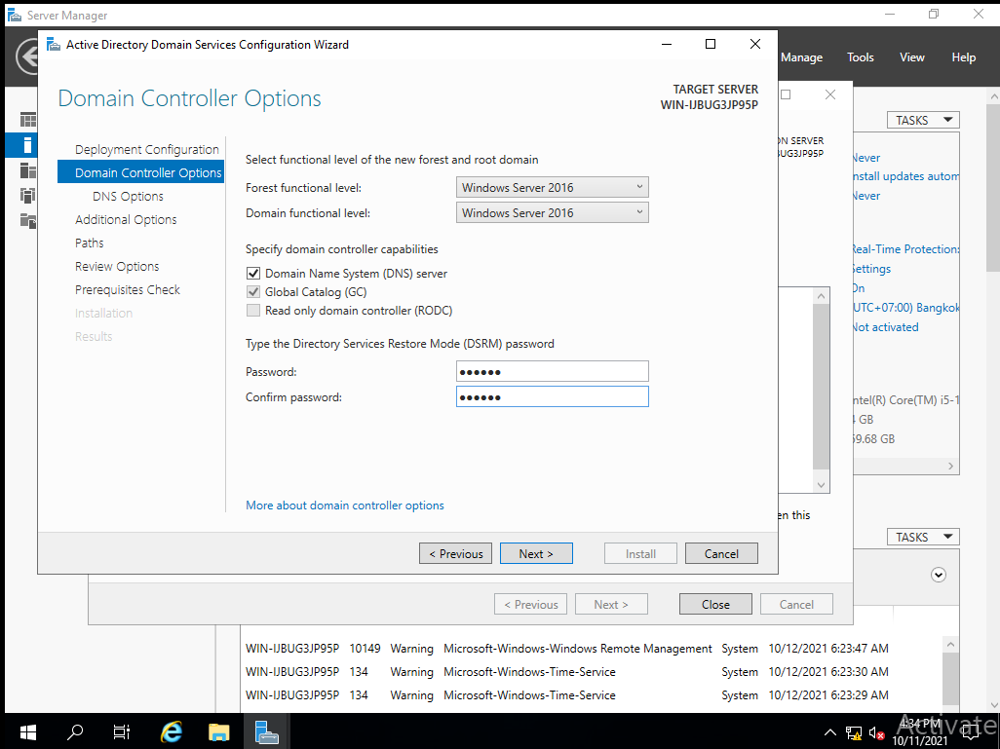 Server Manager
Active Directory Domain Services Configuration Wizard
Manage Tools View Help
Domain Controller Options
TARGET SERVER
WIN-IJBUG3JP95P
Deployment Configuration
Domain Controller Options
DNS Options
Additional Options
Paths
Review Options
Prerequisites Check
Installation
Results
Select functional level of the new forest and root domain
Forest functional level: Windows Server 2016
Domain functional level: Windows Server 2016
Specify domain controller capabilities
Domain Name System (DNS) server
Global Catalog (GC)
Read only domain controller (RODC)
Type the Directory Services Restore Mode (DSRM) password
Password: ●●●●●●
Confirm password: ●●●●●●
More about domain controller options
< Previous Next > Install Cancel
ON SERVER
BUG3JP95P
en this
< Previous Next > Close Cancel
TASKS
Never
nstall updates autom
Never
Real-Time Protection:
Settings
On
(UTC+07:00) Bangkok
Not activated
ntel(R) Core(TM) i5-1
4 GB
59.68 GB
TASKS
WIN-IJBUG3JP95P 10149 Warning Microsoft-Windows-Windows Remote Management System 10/12/2021 6:23:47 AM
WIN-IJBUG3JP95P 134 Warning Microsoft-Windows-Time-Service System 10/12/2021 6:23:30 AM
WIN-IJBUG3JP95P 134 Warning Microsoft-Windows-Time-Service System 10/12/2021 6:23:29 AM
Activate
4:34 PM
10/11/2021